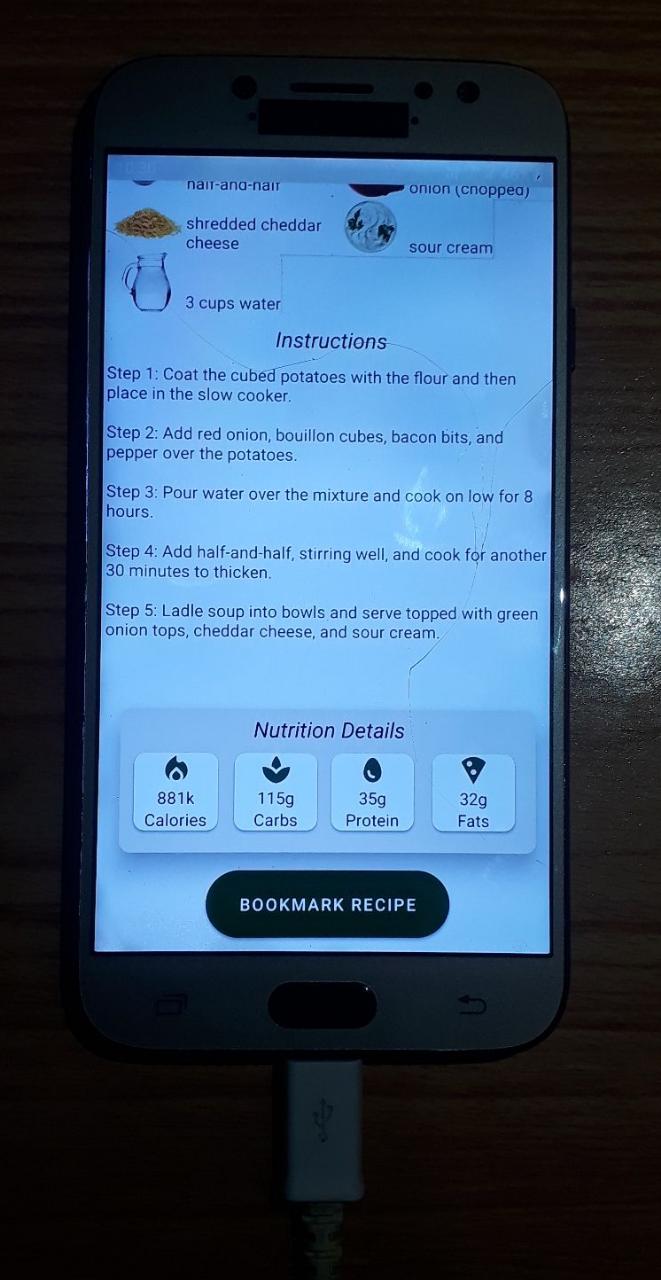 half-and-half
onion (chopped)
shredded cheddar
cheese
sour cream
3 cups water
Instructions
Step 1: Coat the cubed potatoes with the flour and then
place in the slow cooker.
Step 2: Add red onion, bouillon cubes, bacon bits, and
pepper over the potatoes.
Step 3: Pour water over the mixture and cook on low for 8
hours.
Step 4: Add half-and-half, stirring well, and cook for another
30 minutes to thicken.
Step 5: Ladle soup into bowls and serve topped with green
onion tops, cheddar cheese, and sour cream.
Nutrition Details
881k
Calories
115g
Carbs
35g
Protein
32g
Fats
BOOKMARK RECIPE